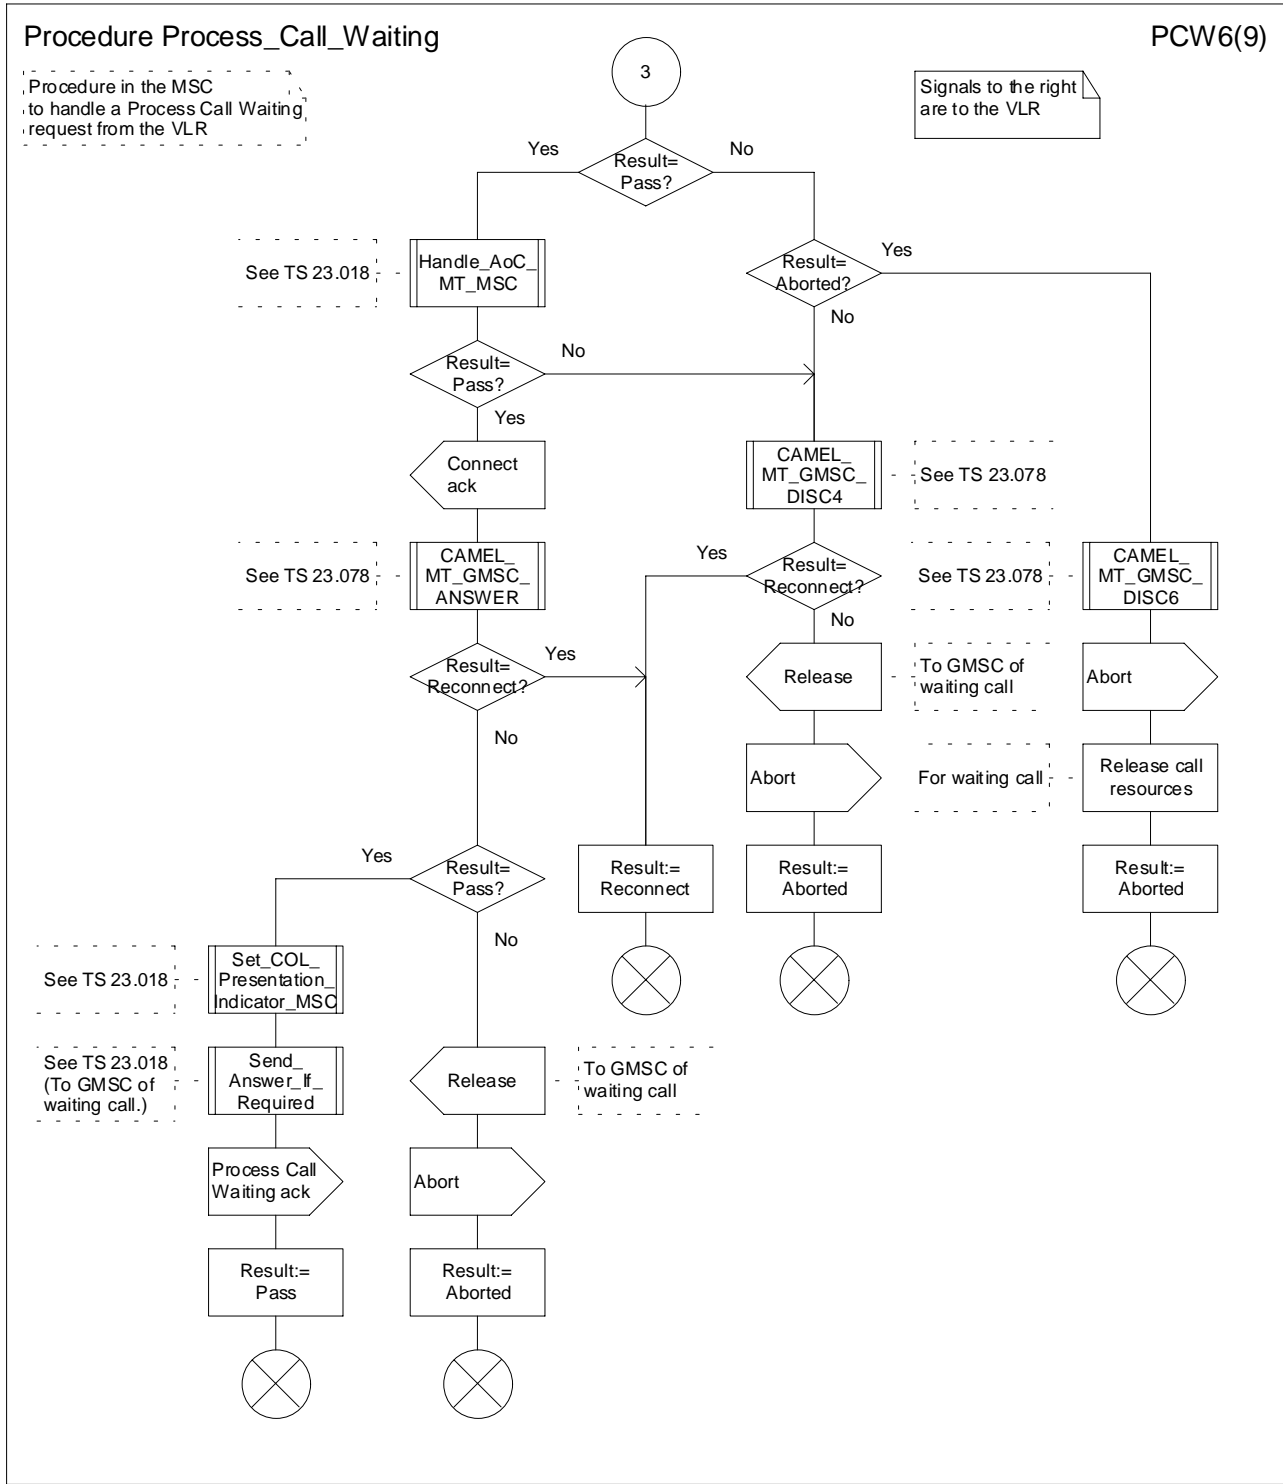 Procedure Process_Call_Waiting
PCW6(9)
Procedure in the MSC
to handle a Process Call Waiting
request from the VLR
3
Signals to the right
are to the VLR
Yes
Result=
Pass?
No
See TS 23.018
Handle_AoC_
MT_MSC
Result=
Aborted?
Yes
No
Result=
Pass?
No
Yes
Connect
ack
CAMEL_
MT_GMSC_
DISC4
See TS 23.078
See TS 23.078
CAMEL_
MT_GMSC_
ANSWER
Yes
Result=
Reconnect?
No
See TS 23.078
CAMEL_
MT_GMSC_
DISC6
Result=
Reconnect?
Yes
No
Release
To GMSC of
waiting call
Abort
Abort
For waiting call
Release call
resources
Yes
Result=
Pass?
No
Result:=
Reconnect
Result:=
Aborted
Result:=
Aborted
See TS 23.018
Set_COL_
Presentation_
Indicator_MSC
See TS 23.018
(To GMSC of
waiting call.)
Send_
Answer_If_
Required
Release
To GMSC of
waiting call
Process Call
Waiting ack
Abort
Result:=
Pass
Result:=
Aborted